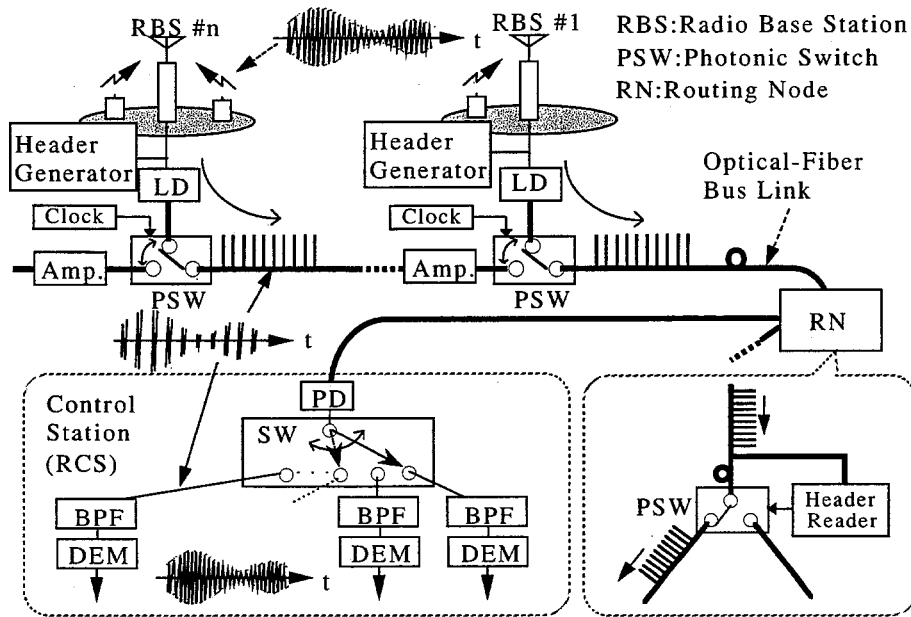 RBS #n
t
RBS #1
RBS:Radio Base Station
PSW:Photonic Switch
RN:Routing Node
Header
Generator
LD
Clock
Amp.
PSW
Header
Generator
LD
Clock
Amp.
PSW
Optical-Fiber
Bus Link
RN
t
Control
Station
(RCS)
PD
SW
BPF
DEM
BPF
DEM
BPF
DEM
t
PSW
Header
Reader